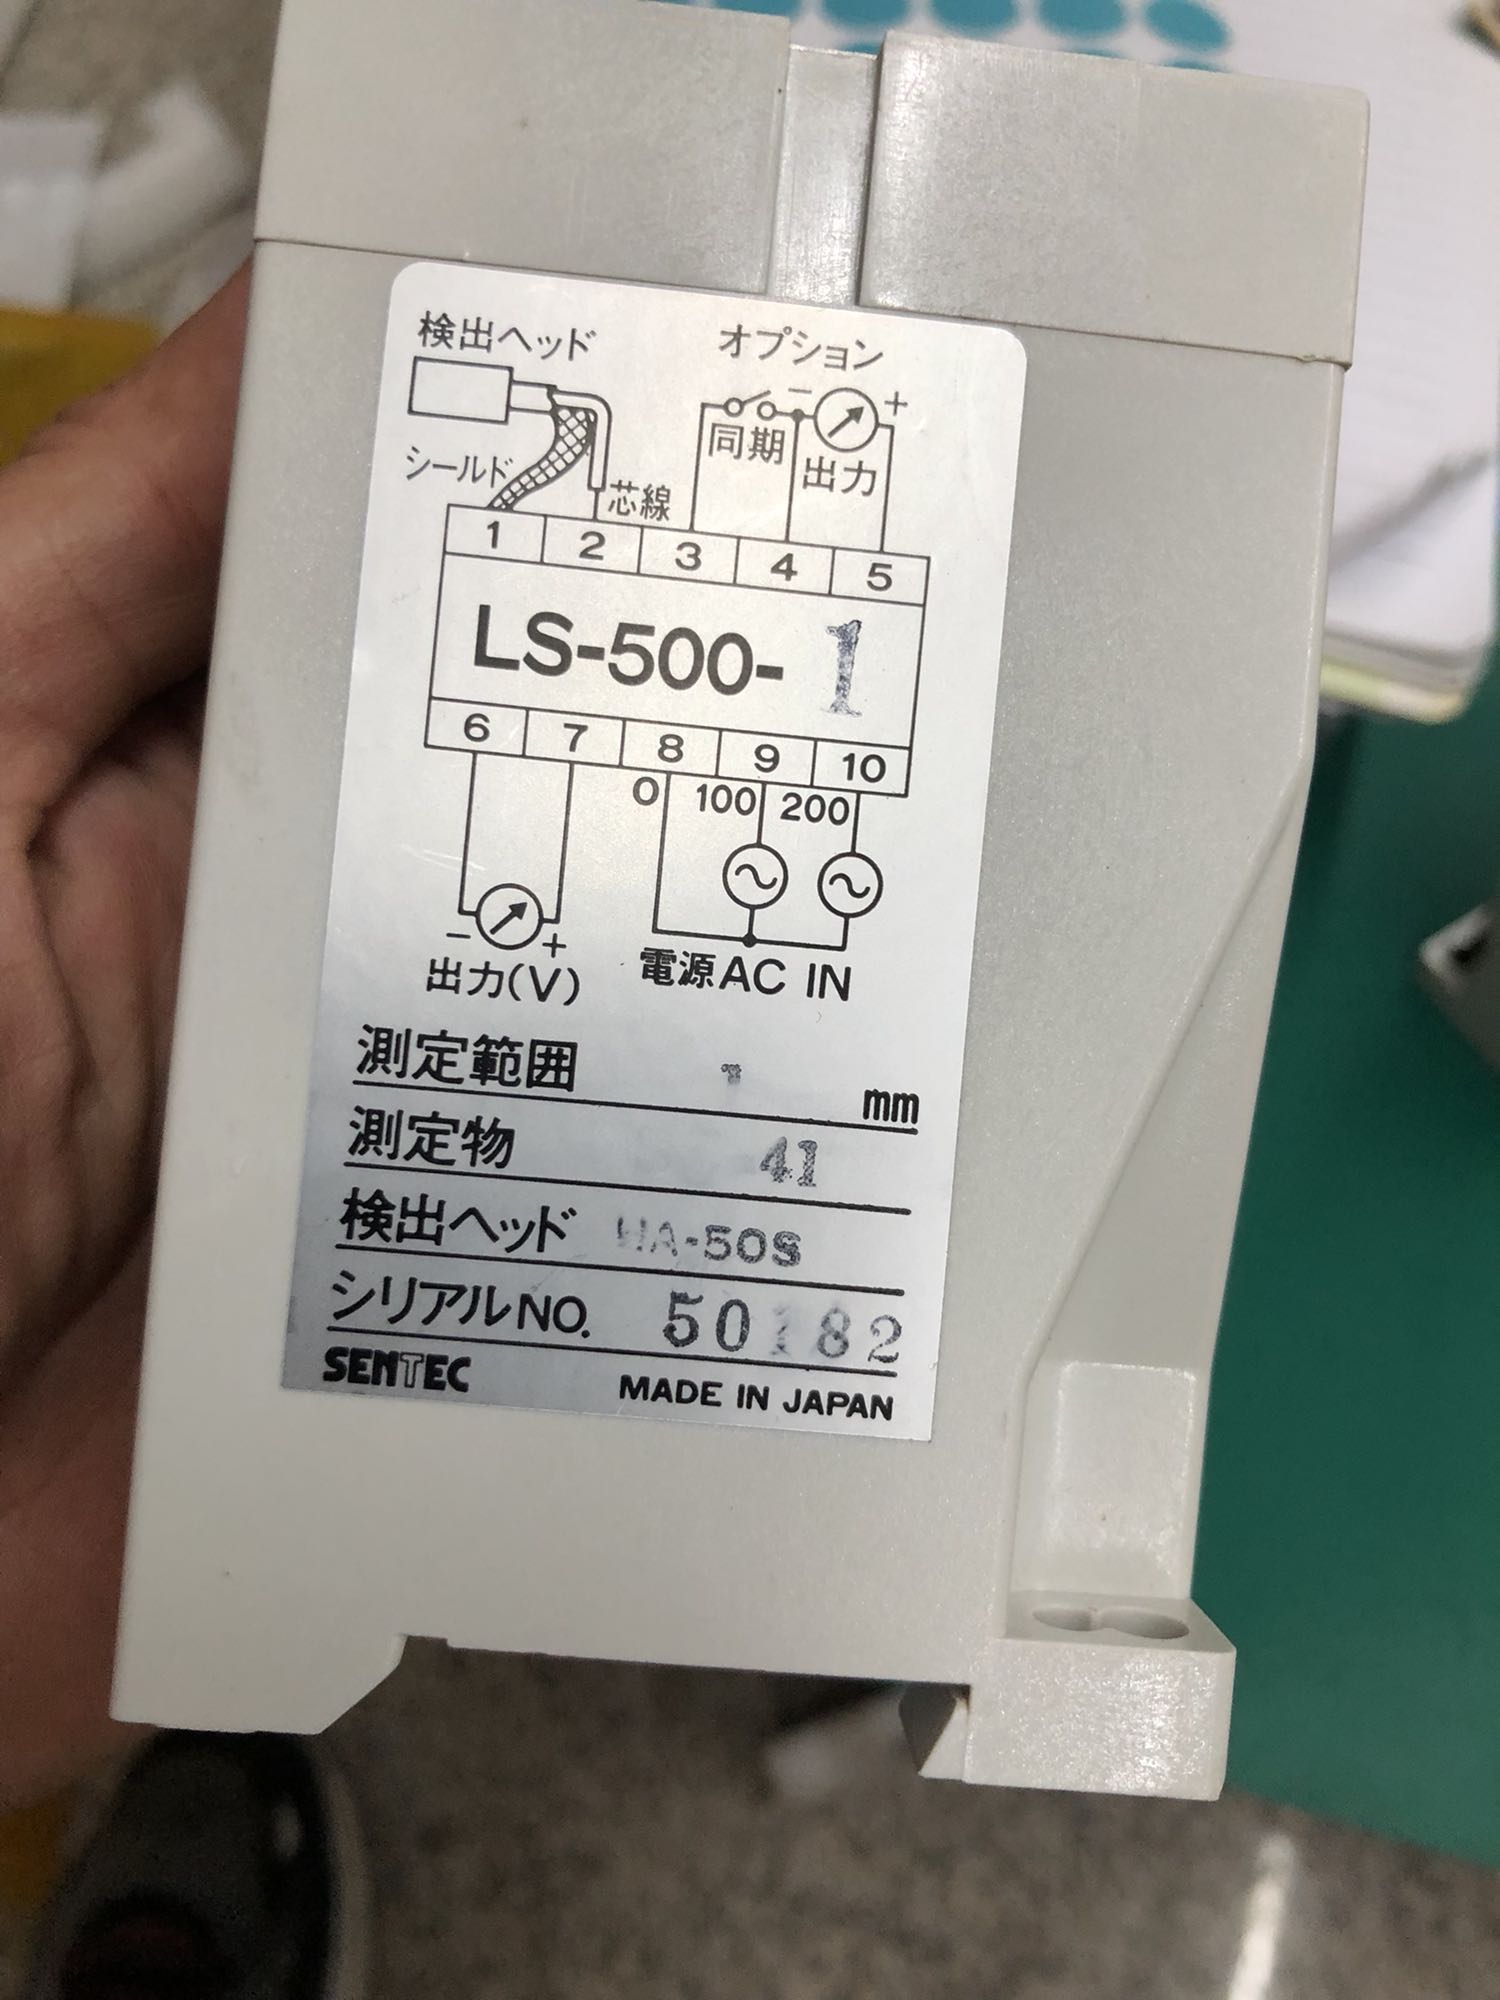 検出ヘッド オプション
− +
同期 出力
シールド 芯線
1 2 3 4 5
LS-500-1
6 7 8 9 10
0 100 200
− +
出力(V) 電源AC IN
測定範囲 mm
測定物 41
検出ヘッド HA-50S
シリアルNO. 50182
SENTEC MADE IN JAPAN